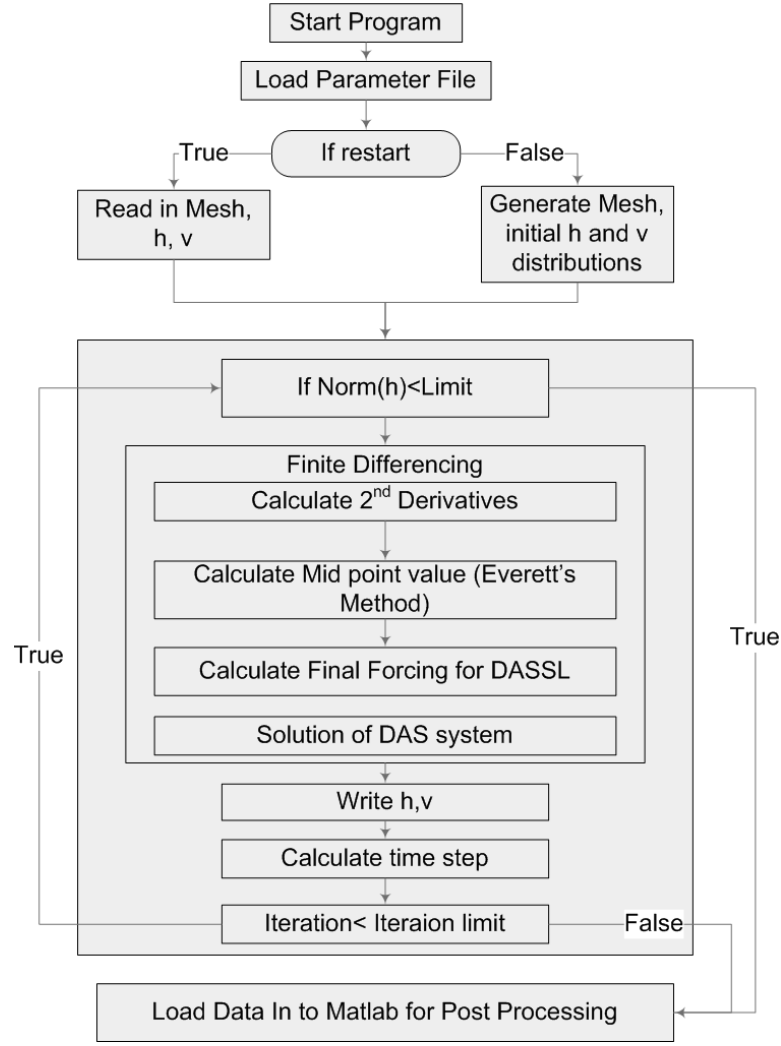 Start Program
Load Parameter File
If restart
True
False
Read in Mesh,
h, v
Generate Mesh,
initial h and v
distributions
If Norm(h)<Limit
Finite Differencing
Calculate 2nd Derivatives
Calculate Mid point value (Everett's
Method)
Calculate Final Forcing for DASSL
Solution of DAS system
True
True
Write h,v
Calculate time step
Iteration< Iteraion limit
False
Load Data In to Matlab for Post Processing